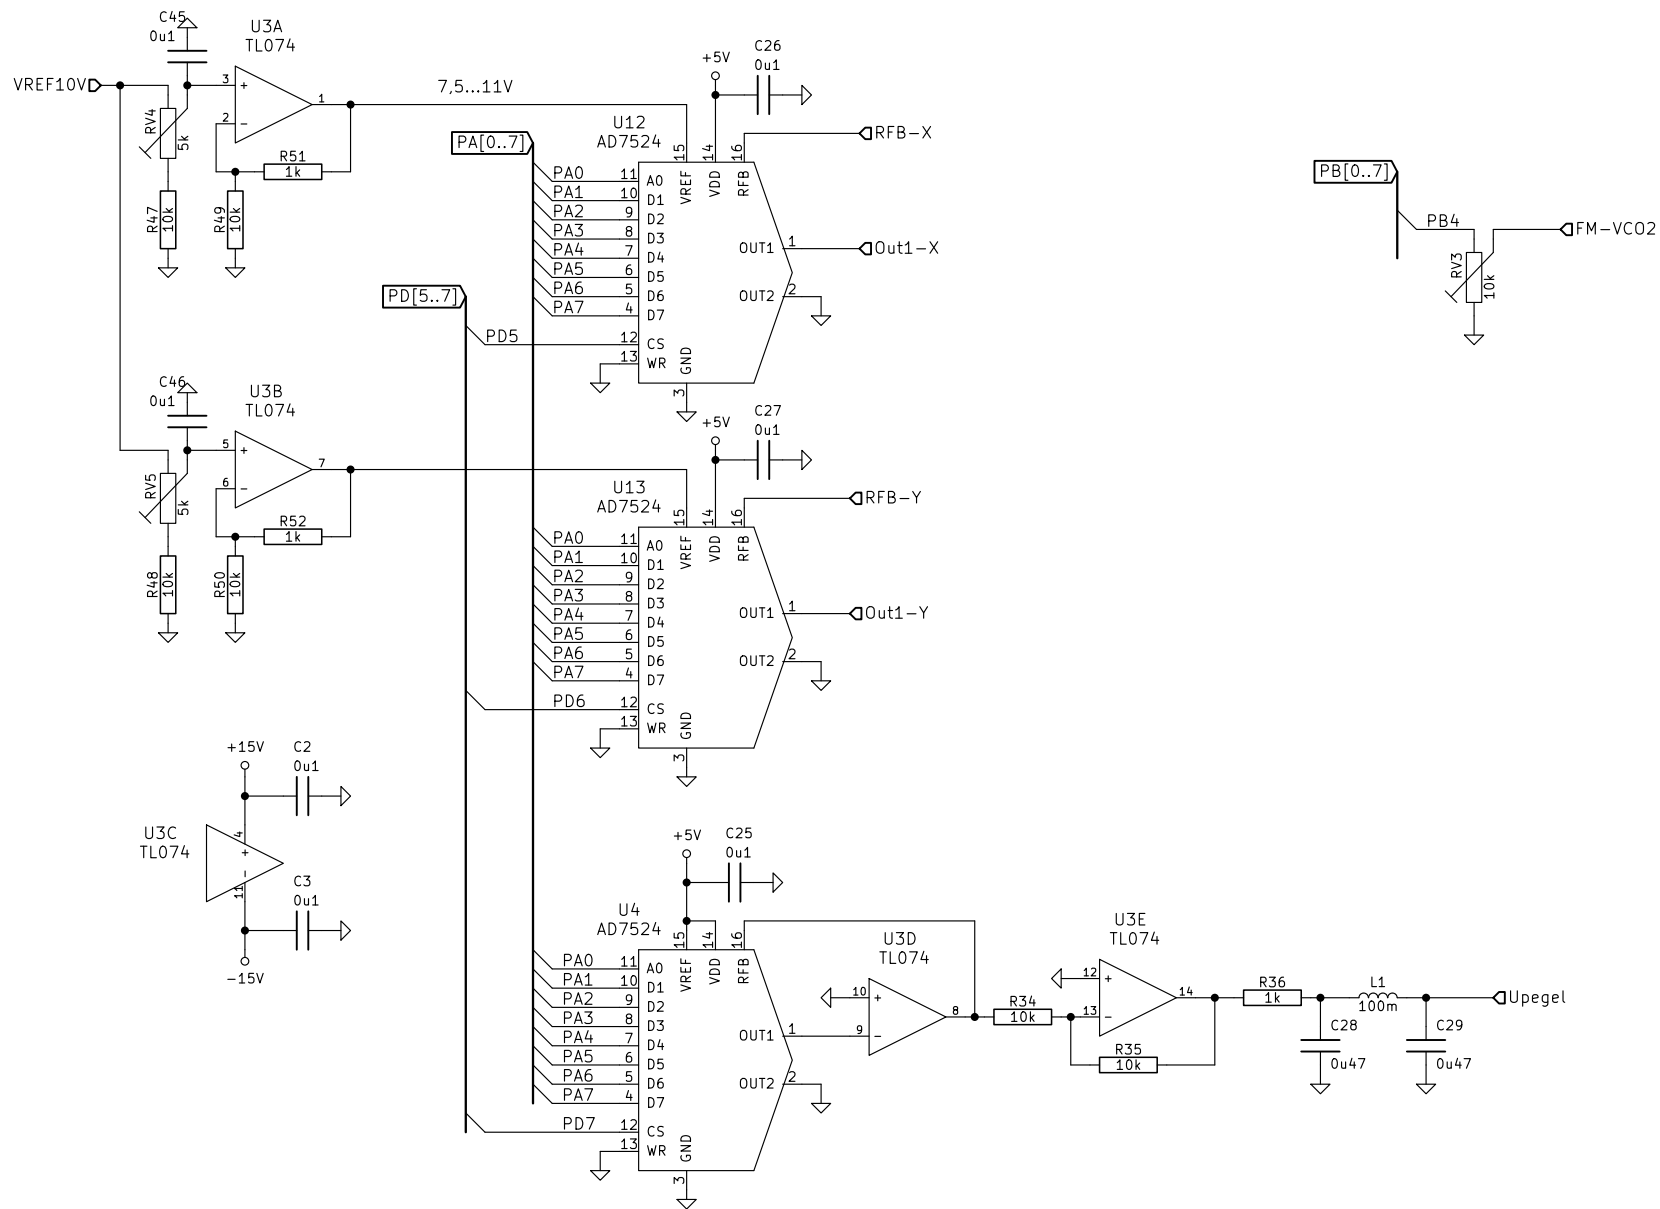 C45
0u1
U3A
TL074
VREF10V
3
+
1
2
−
RV4
5k
R51
1k
R47
10k
R49
10k
7,5...11V
+5V
C26
0u1
PA[0..7]
U12
AD7524
15
14
16
VREF
VDD
RFB
RFB-X
PA0 11 A0
PA1 10 D1
PA2 9 D2
PA3 8 D3
PA4 7 D4
PA5 6 D5
PA6 5 D6
PA7 4 D7
OUT1 1 Out1-X
OUT2 2
PD[5..7]
PD5 12 CS
13 WR
GND
3
PB[0..7]
PB4
FM-VCO2
RV3
10k
C46
0u1
U3B
TL074
5
+
7
6
−
RV5
5k
R52
1k
R48
10k
R50
10k
+5V
C27
0u1
U13
AD7524
15
14
16
VREF
VDD
RFB
RFB-Y
PA0 11 A0
PA1 10 D1
PA2 9 D2
PA3 8 D3
PA4 7 D4
PA5 6 D5
PA6 5 D6
PA7 4 D7
OUT1 1 Out1-Y
OUT2 2
PD6 12 CS
13 WR
GND
3
+15V
C2
0u1
U3C
TL074
4
+
−
11
C3
0u1
-15V
+5V
C25
0u1
U4
AD7524
15
14
16
VREF
VDD
RFB
PA0 11 A0
PA1 10 D1
PA2 9 D2
PA3 8 D3
PA4 7 D4
PA5 6 D5
PA6 5 D6
PA7 4 D7
OUT1 1
OUT2 2
PD7 12 CS
13 WR
GND
3
U3D
TL074
10
+
8
9
−
R34
10k
U3E
TL074
12
+
14
13
−
R35
10k
R36
1k
L1
100m
Upegel
C28
0u47
C29
0u47